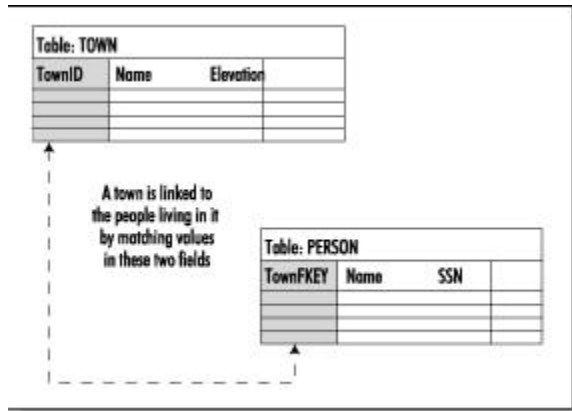 Table: TOWN
TownID Name Elevation
A town is linked to
the people living in it
by matching values
in these two fields
Table: PERSON
TownFKEY Name SSN